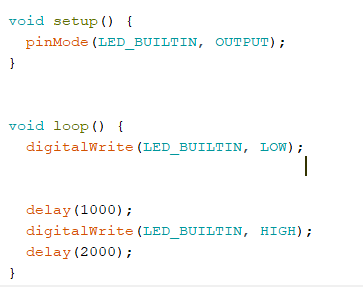 void setup() {
pinMode(LED_BUILTIN, OUTPUT);
}
void loop() {
digitalWrite(LED_BUILTIN, LOW);
delay(1000);
digitalWrite(LED_BUILTIN, HIGH);
delay(2000);
}